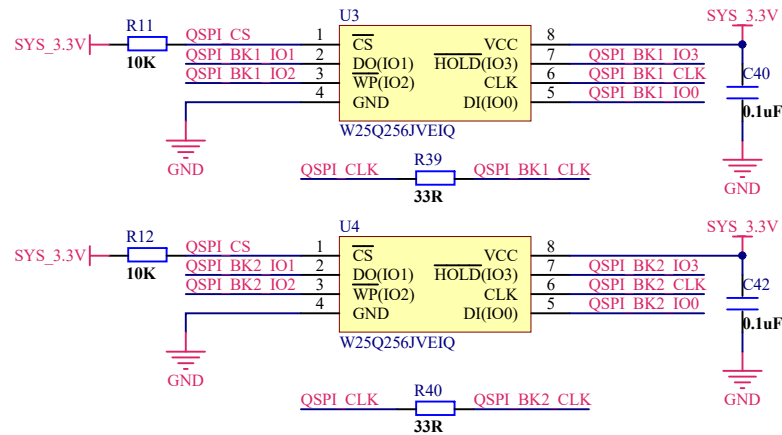 SYS_3.3V
R11
10K
QSPI_CS
QSPI_BK1_IO1
QSPI_BK1_IO2
GND
U3
1 CS VCC 8
2 DO(IO1) HOLD(IO3) 7
3 WP(IO2) CLK 6
4 GND DI(IO0) 5
W25Q256JVEIQ
QSPI_BK1_IO3
QSPI_BK1_CLK
QSPI_BK1_IO0
SYS_3.3V
C40
0.1uF
GND
QSPI_CLK R39 QSPI_BK1_CLK
33R
SYS_3.3V
R12
10K
QSPI_CS
QSPI_BK2_IO1
QSPI_BK2_IO2
GND
U4
1 CS VCC 8
2 DO(IO1) HOLD(IO3) 7
3 WP(IO2) CLK 6
4 GND DI(IO0) 5
W25Q256JVEIQ
QSPI_BK2_IO3
QSPI_BK2_CLK
QSPI_BK2_IO0
SYS_3.3V
C42
0.1uF
GND
QSPI_CLK R40 QSPI_BK2_CLK
33R